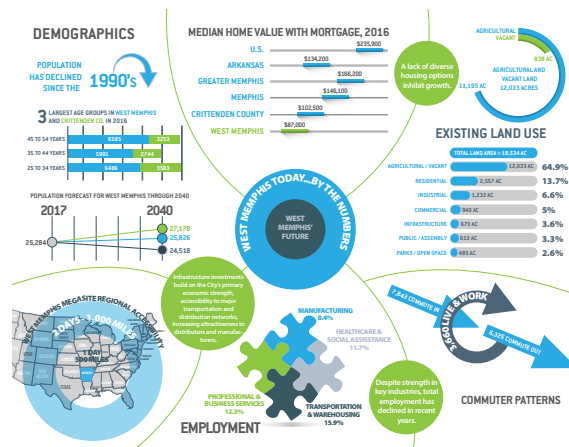 DEMOGRAPHICS
POPULATION
HAS DECLINED
SINCE THE
1990'S
3 LARGEST AGE GROUPS IN WEST MEMPHIS
AND CRITTENDEN CO. IN 2016
45 TO 54 YEARS 6185
35 TO 44 YEARS 5991 2744
25 TO 34 YEARS 6486
POPULATION FORECAST FOR WEST MEMPHIS THROUGH 2040
2017 2040
27,178
25,284 25,826
24,518
MEDIAN HOME VALUE WITH MORTGAGE, 2016
U.S. $235,900
ARKANSAS $134,200
GREATER MEMPHIS $166,200
MEMPHIS $146,100
CRITTENDEN COUNTY $102,500
WEST MEMPHIS $87,000
A lack of diverse
housing options
inhibit growth.
AGRICULTURAL
VACANT
838 AC
AGRICULTURAL AND
VACANT LAND
12,033 ACRES
11,195 AC
EXISTING LAND USE
TOTAL LAND AREA = 18,534 AC
AGRICULTURAL / VACANT 12,033 AC 64.9%
RESIDENTIAL 2,557 AC 13.7%
INDUSTRIAL 1,232 AC 6.6%
COMMERCIAL 940 AC 5%
INFRASTRUCTURE 673 AC 3.6%
PUBLIC / ASSEMBLY 613 AC 3.3%
PARKS / OPEN SPACE 485 AC 2.6%
WEST MEMPHIS TODAY...BY THE NUMBERS
WEST
MEMPHIS'
FUTURE
WEST MEMPHIS MEGASITE REGIONAL ACCESSIBILITY
2 DAYS - 1,000 MILES
1 DAY
500 MILES
Infrastructure investments
build on the City's primary
economic strength,
accessibility to major
transportation and
distribution networks,
increasing attractiveness to
distributors and manufac-
turers.
MANUFACTURING
8.4%
HEALTHCARE &
SOCIAL ASSISTANCE
11.7%
PROFESSIONAL &
BUSINESS SERVICES
12.3%
TRANSPORTATION
& WAREHOUSING
15.9%
EMPLOYMENT
Despite strength in
key industries, total
employment has
declined in recent
years.
7,843 COMMUTE IN
3,660 LIVE & WORK
6,325 COMMUTE OUT
COMMUTER PATTERNS